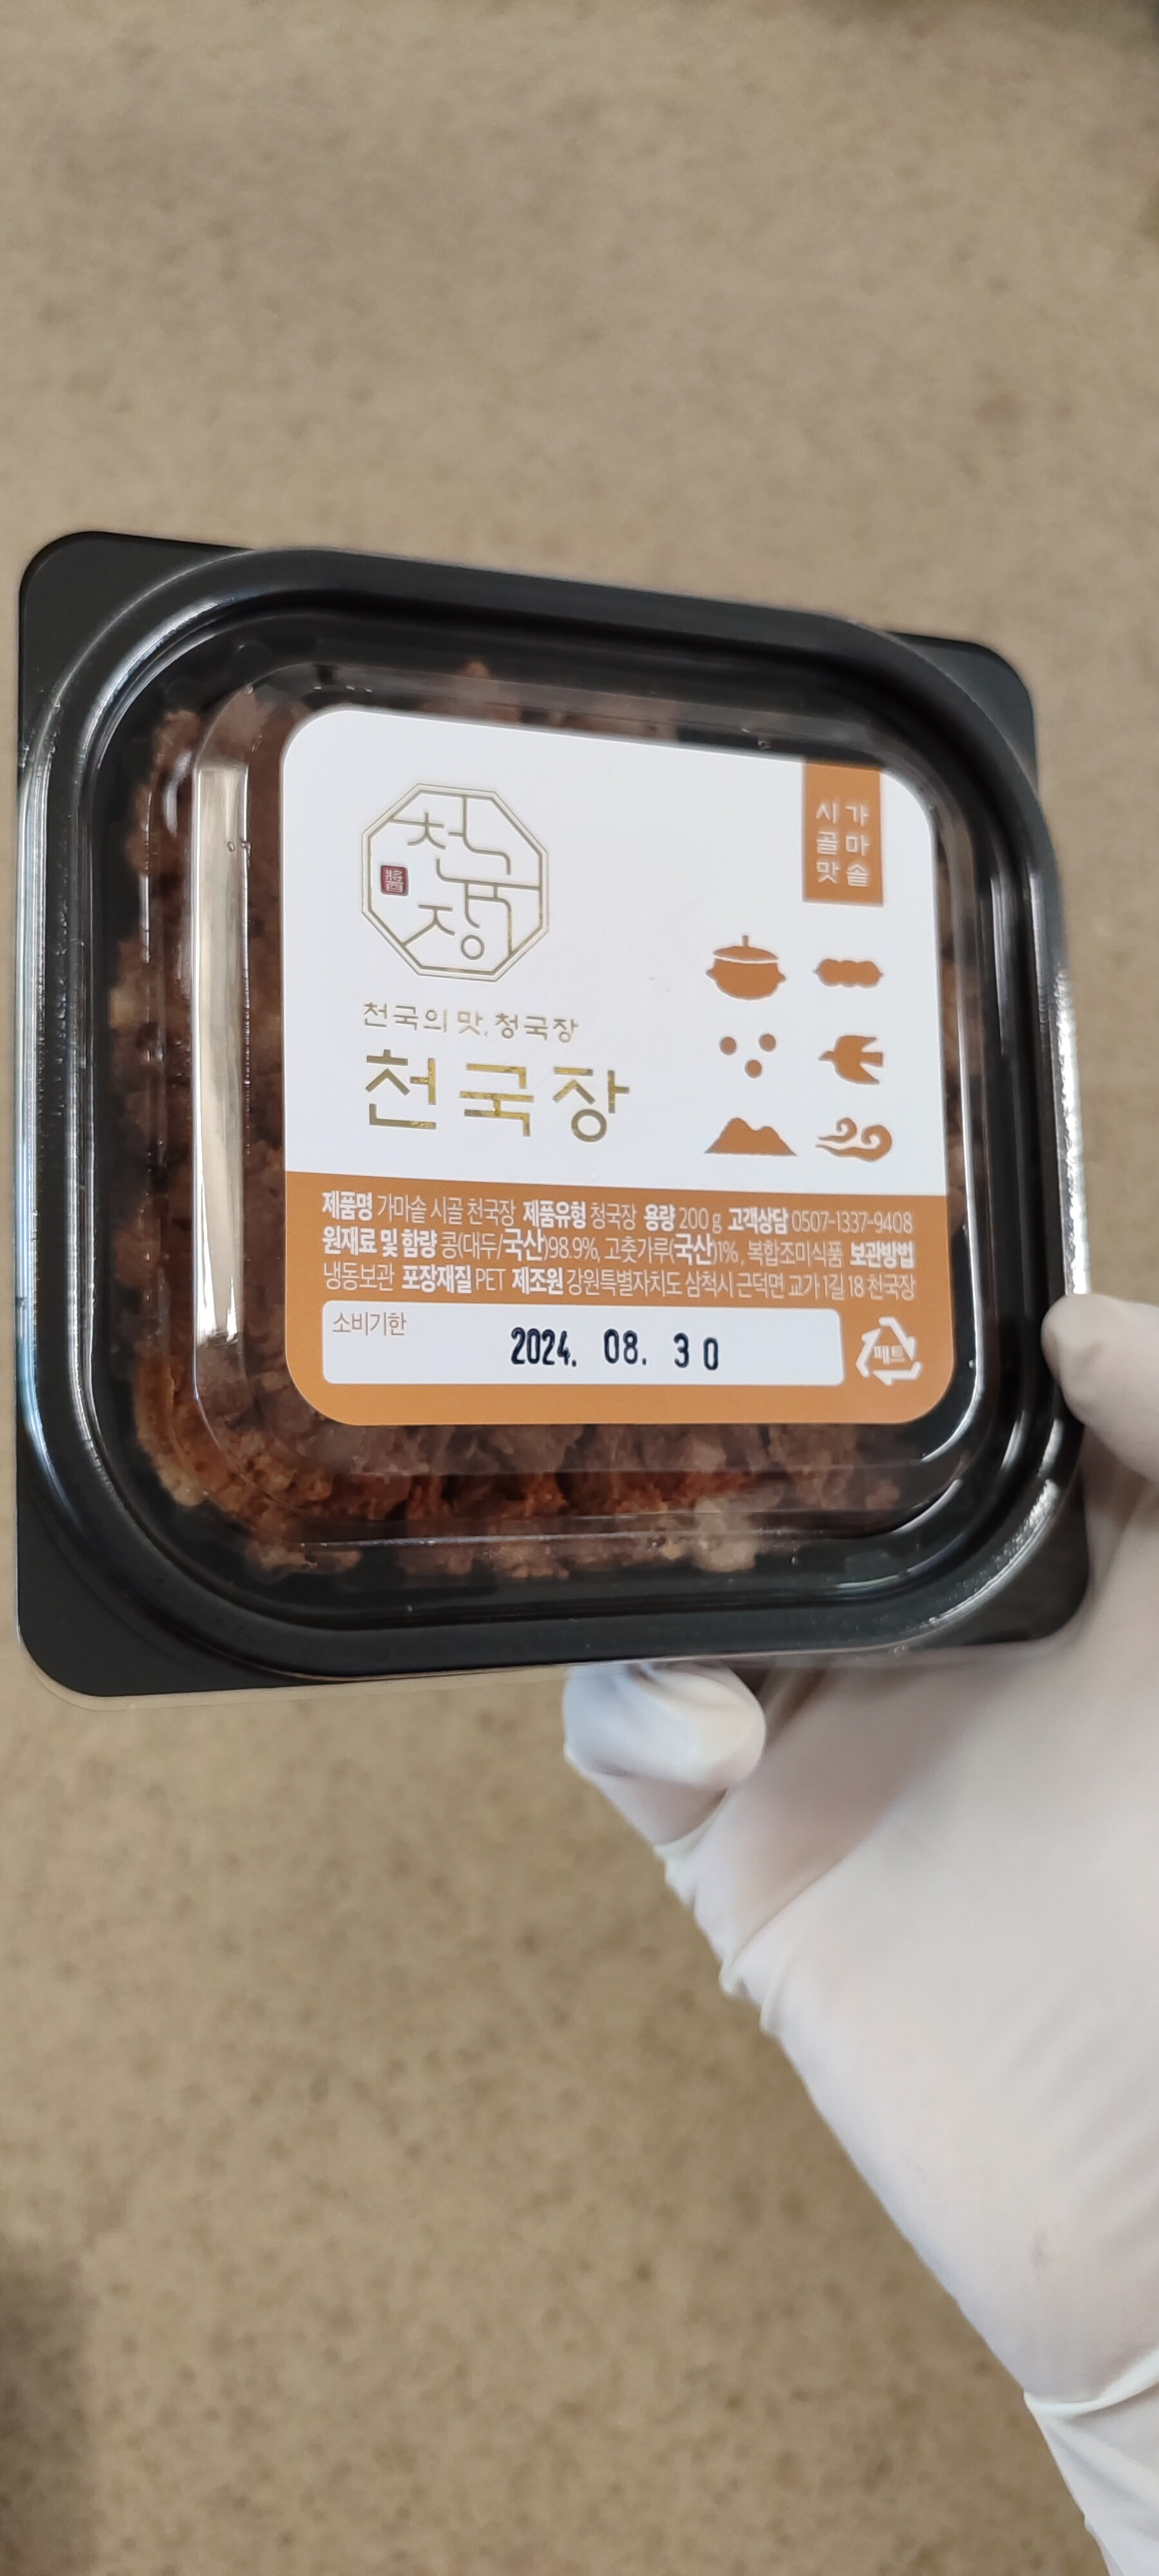 천국장
醬
가마솥
시골맛
천국의 맛, 청국장
천국장
제품명 가마솥 시골 천국장 제품유형 청국장 용량 200 g 고객상담 0507-1337-9408
원재료 및 함량 콩(대두/국산)98.9%, 고춧가루(국산)1%, 복합조미식품 보관방법
냉동보관 포장재질 PET 제조원 강원특별자치도 삼척시 근덕면 교가1길 18 천국장
소비기한
2024. 08. 30
페트